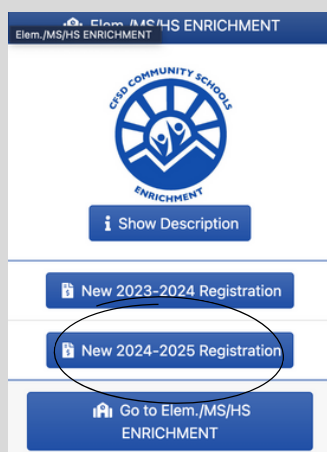 Elem./MS/HS ENRICHMENT
Elem./MS/HS ENRICHMENT
CFSD COMMUNITY SCHOOLS
ENRICHMENT
Show Description
New 2023-2024 Registration
New 2024-2025 Registration
Go to Elem./MS/HS
ENRICHMENT